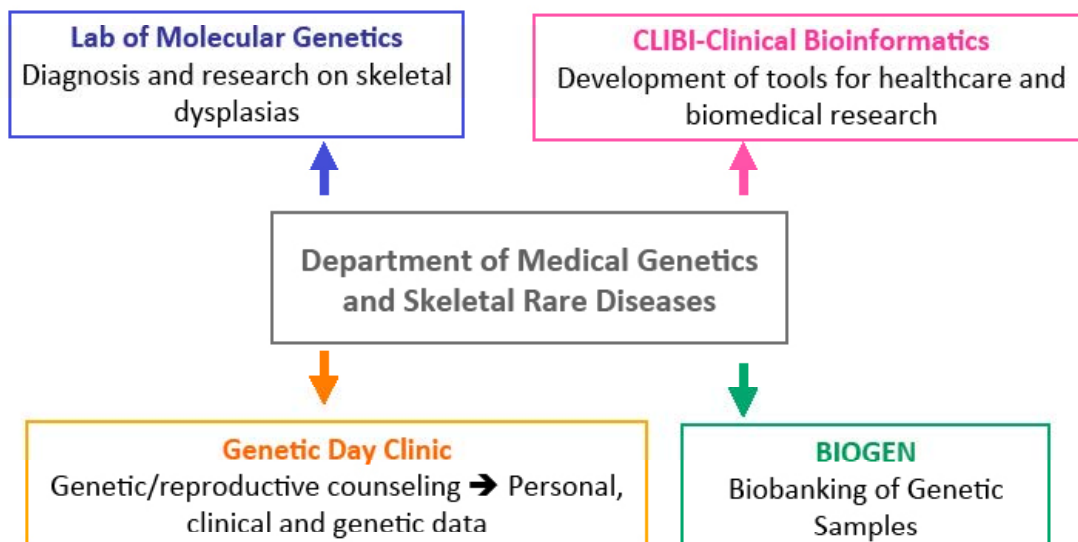 Lab of Molecular Genetics
Diagnosis and research on skeletal
dysplasias
CLIBI-Clinical Bioinformatics
Development of tools for healthcare and
biomedical research
Department of Medical Genetics
and Skeletal Rare Diseases
Genetic Day Clinic
Genetic/reproductive counseling ➔ Personal,
clinical and genetic data
BIOGEN
Biobanking of Genetic
Samples